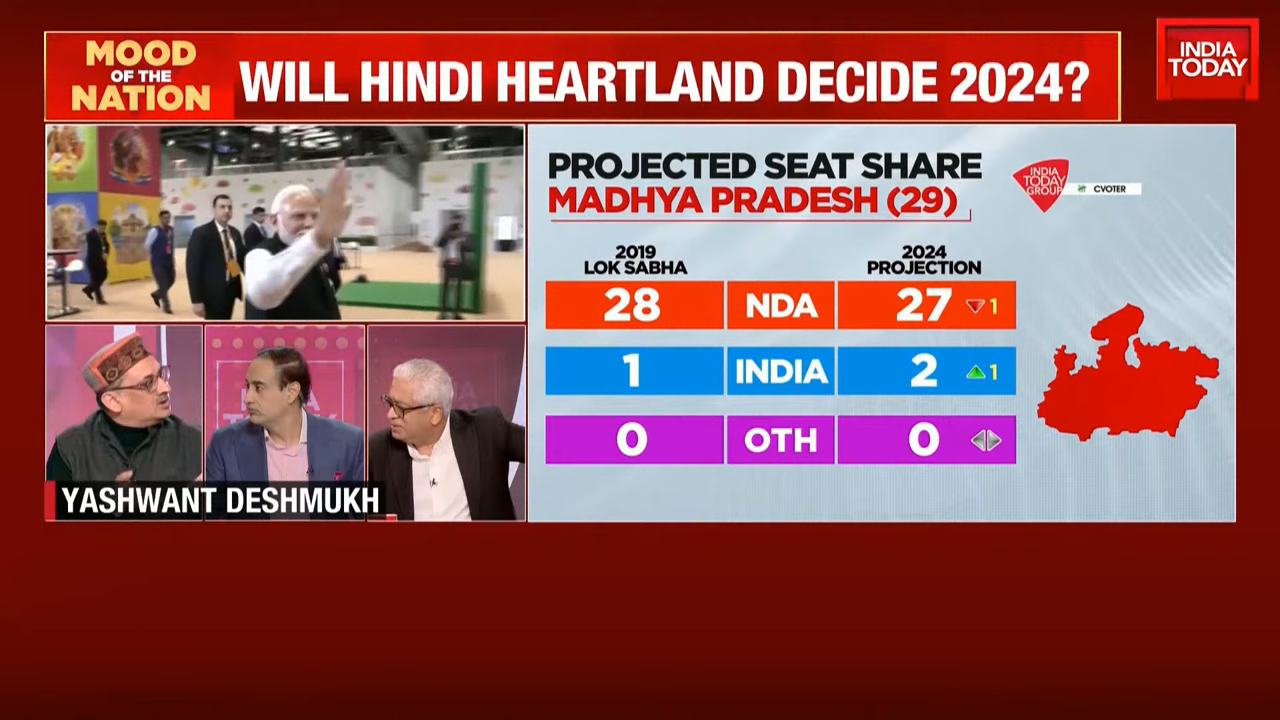 MOOD
OF THE
NATION
WILL HINDI HEARTLAND DECIDE 2024?
INDIA
TODAY
PROJECTED SEAT SHARE
MADHYA PRADESH (29)
INDIA
TODAY
GROUP
CVOTER
2019
LOK SABHA
2024
PROJECTION
28 NDA 27 1
1 INDIA 2 1
0 OTH 0
YASHWANT DESHMUKH